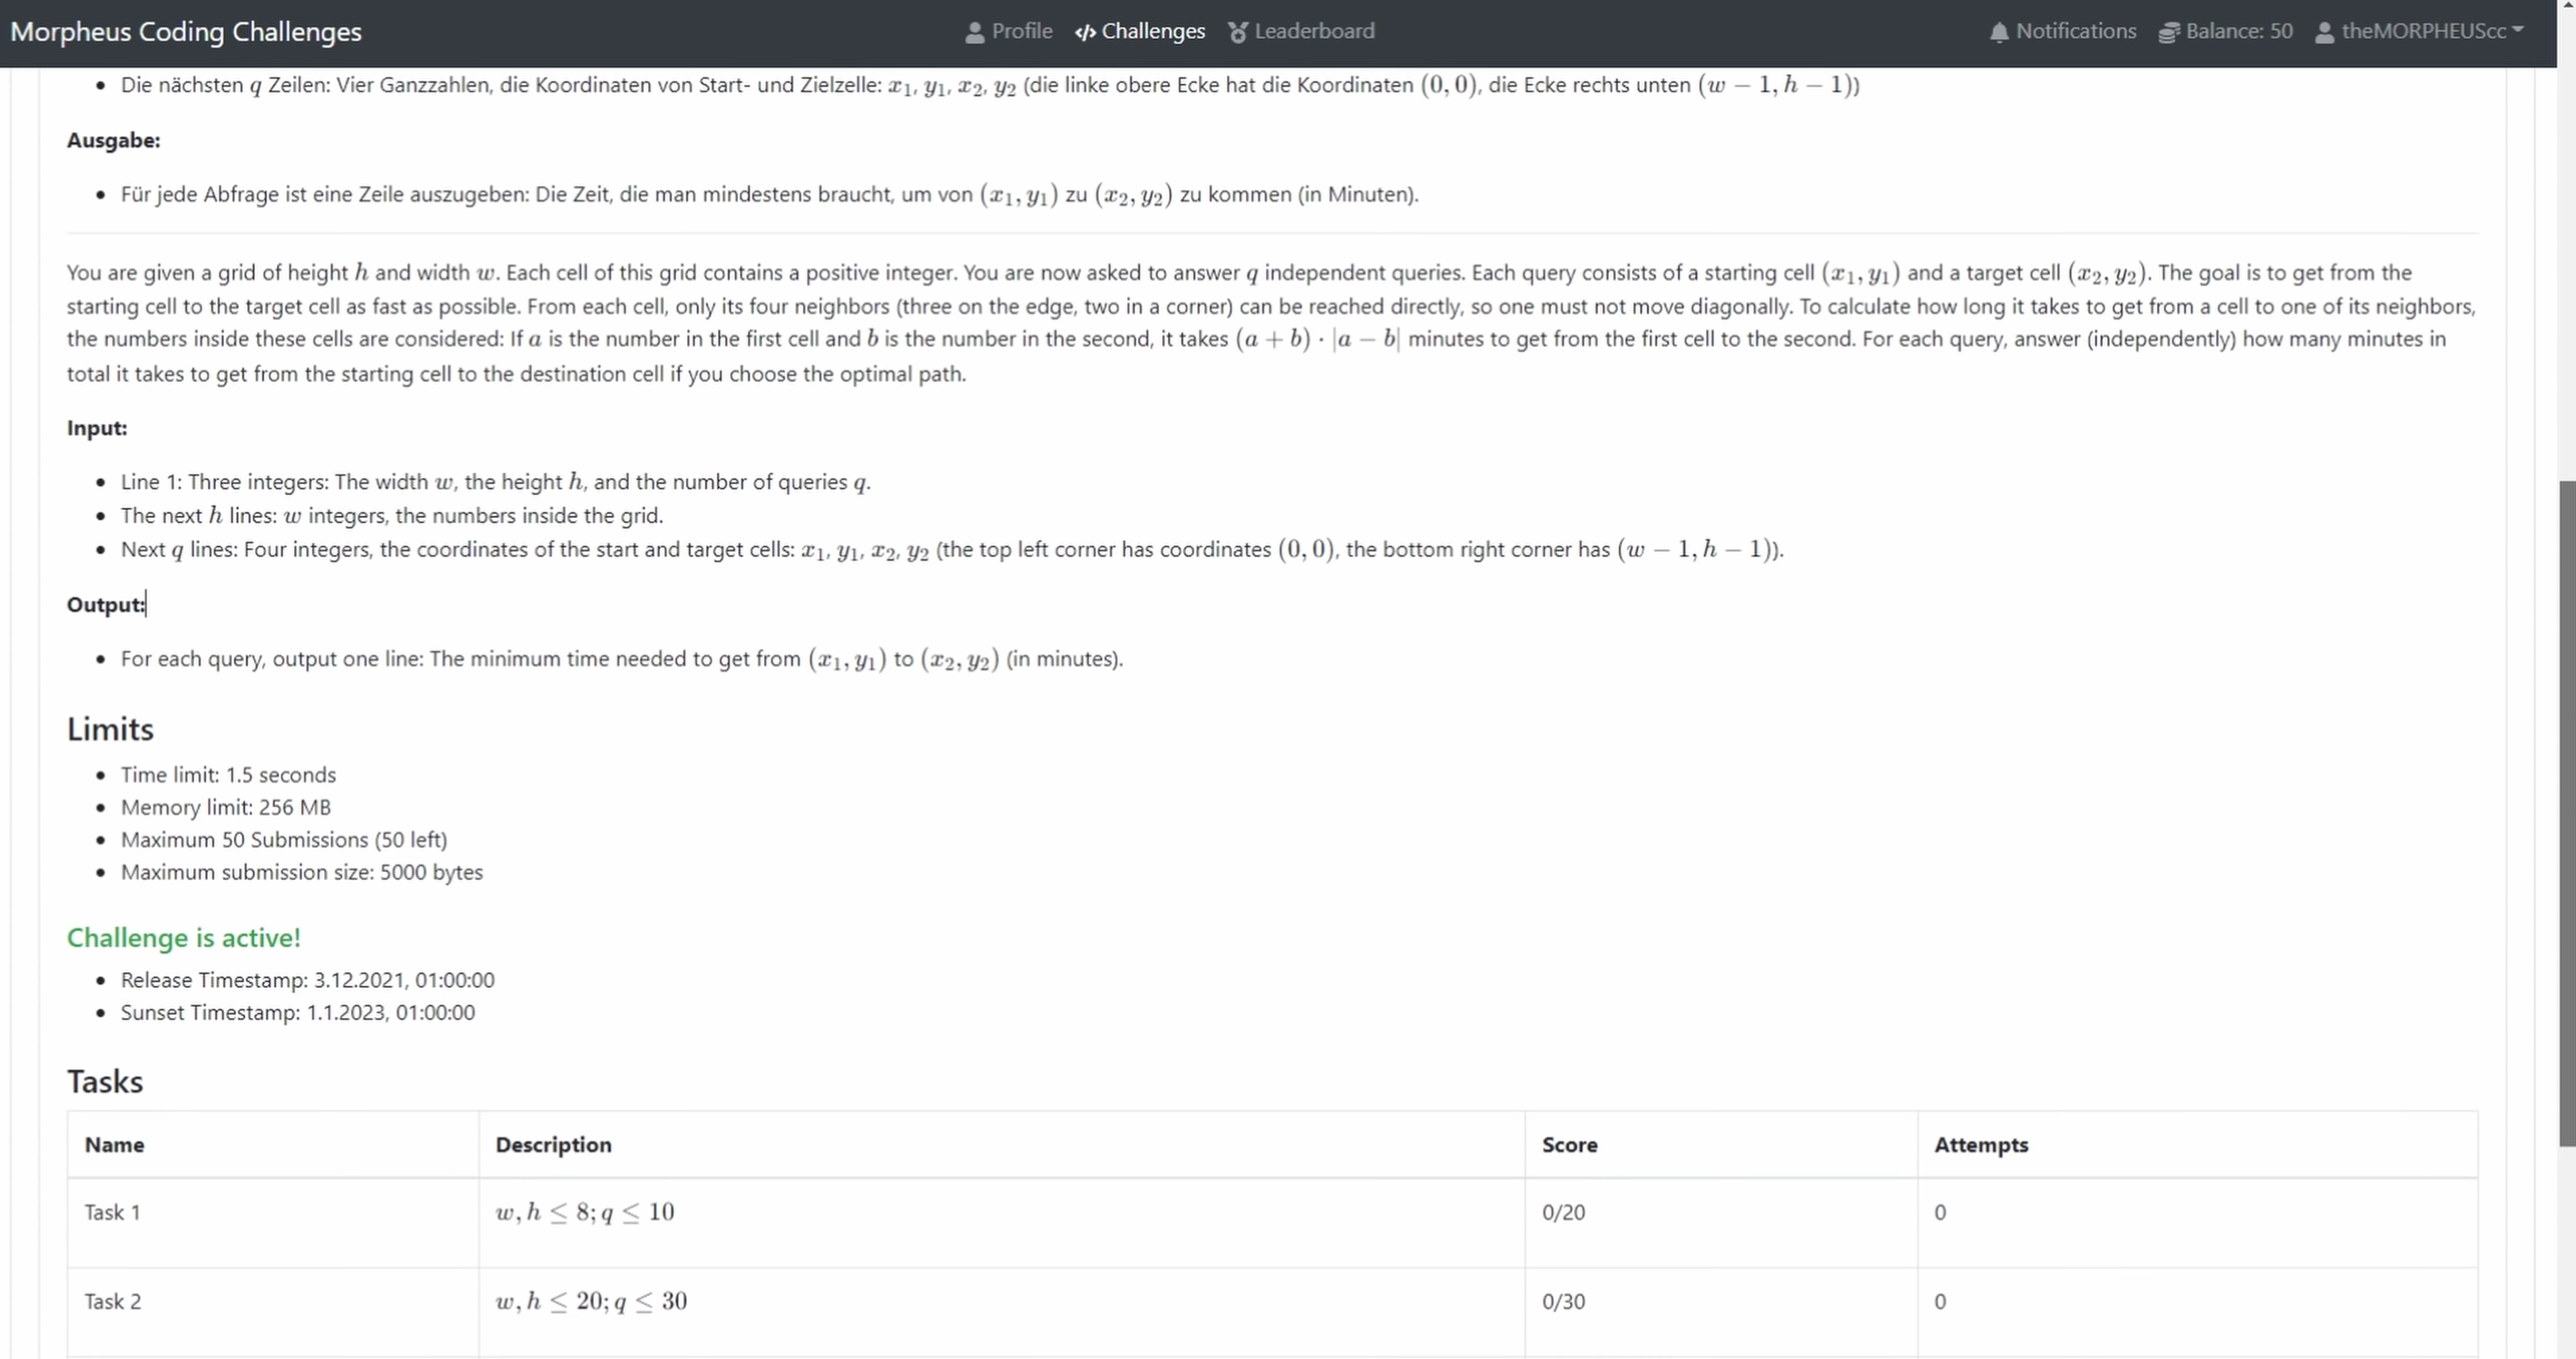 Morpheus Coding Challenges Profile Challenges Leaderboard Notifications Balance: 50 theMORPHEUScc
• Die nächsten q Zeilen: Vier Ganzzahlen, die Koordinaten von Start- und Zielzelle: x₁, y₁, x₂, y₂ (die linke obere Ecke hat die Koordinaten (0, 0), die Ecke rechts unten (w − 1, h − 1))
Ausgabe:
• Für jede Abfrage ist eine Zeile auszugeben: Die Zeit, die man mindestens braucht, um von (x₁, y₁) zu (x₂, y₂) zu kommen (in Minuten).
You are given a grid of height h and width w. Each cell of this grid contains a positive integer. You are now asked to answer q independent queries. Each query consists of a starting cell (x₁, y₁) and a target cell (x₂, y₂). The goal is to get from the
starting cell to the target cell as fast as possible. From each cell, only its four neighbors (three on the edge, two in a corner) can be reached directly, so one must not move diagonally. To calculate how long it takes to get from a cell to one of its neighbors,
the numbers inside these cells are considered: If a is the number in the first cell and b is the number in the second, it takes (a + b) · |a − b| minutes to get from the first cell to the second. For each query, answer (independently) how many minutes in
total it takes to get from the starting cell to the destination cell if you choose the optimal path.
Input:
• Line 1: Three integers: The width w, the height h, and the number of queries q.
• The next h lines: w integers, the numbers inside the grid.
• Next q lines: Four integers, the coordinates of the start and target cells: x₁, y₁, x₂, y₂ (the top left corner has coordinates (0, 0), the bottom right corner has (w − 1, h − 1)).
Output:
• For each query, output one line: The minimum time needed to get from (x₁, y₁) to (x₂, y₂) (in minutes).
Limits
• Time limit: 1.5 seconds
• Memory limit: 256 MB
• Maximum 50 Submissions (50 left)
• Maximum submission size: 5000 bytes
Challenge is active!
• Release Timestamp: 3.12.2021, 01:00:00
• Sunset Timestamp: 1.1.2023, 01:00:00
Tasks
Name Description Score Attempts
Task 1 w, h ≤ 8; q ≤ 10 0/20 0
Task 2 w, h ≤ 20; q ≤ 30 0/30 0